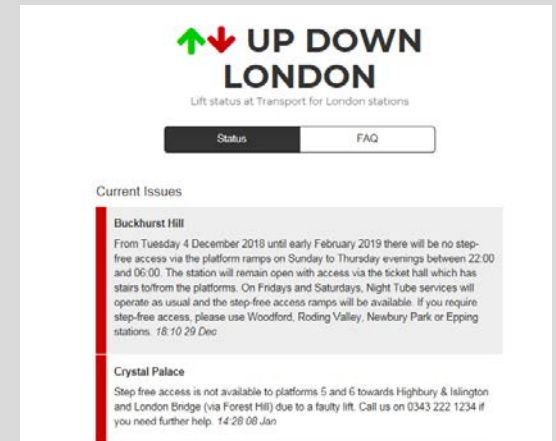 UP DOWN
LONDON
Lift status at Transport for London stations
Status FAQ
Current Issues
Buckhurst Hill
From Tuesday 4 December 2018 until early February 2019 there will be no step-
free access via the platform ramps on Sunday to Thursday evenings between 22:00
and 06:00. The station will remain open with access via the ticket hall which has
stairs to/from the platforms. On Fridays and Saturdays, Night Tube services will
operate as usual and the step-free access ramps will be available. If you require
step-free access, please use Woodford, Roding Valley, Newbury Park or Epping
stations. 18:10 29 Dec
Crystal Palace
Step free access is not available to platforms 5 and 6 towards Highbury & Islington
and London Bridge (via Forest Hill) due to a faulty lift. Call us on 0343 222 1234 if
you need further help. 14:28 08 Jan